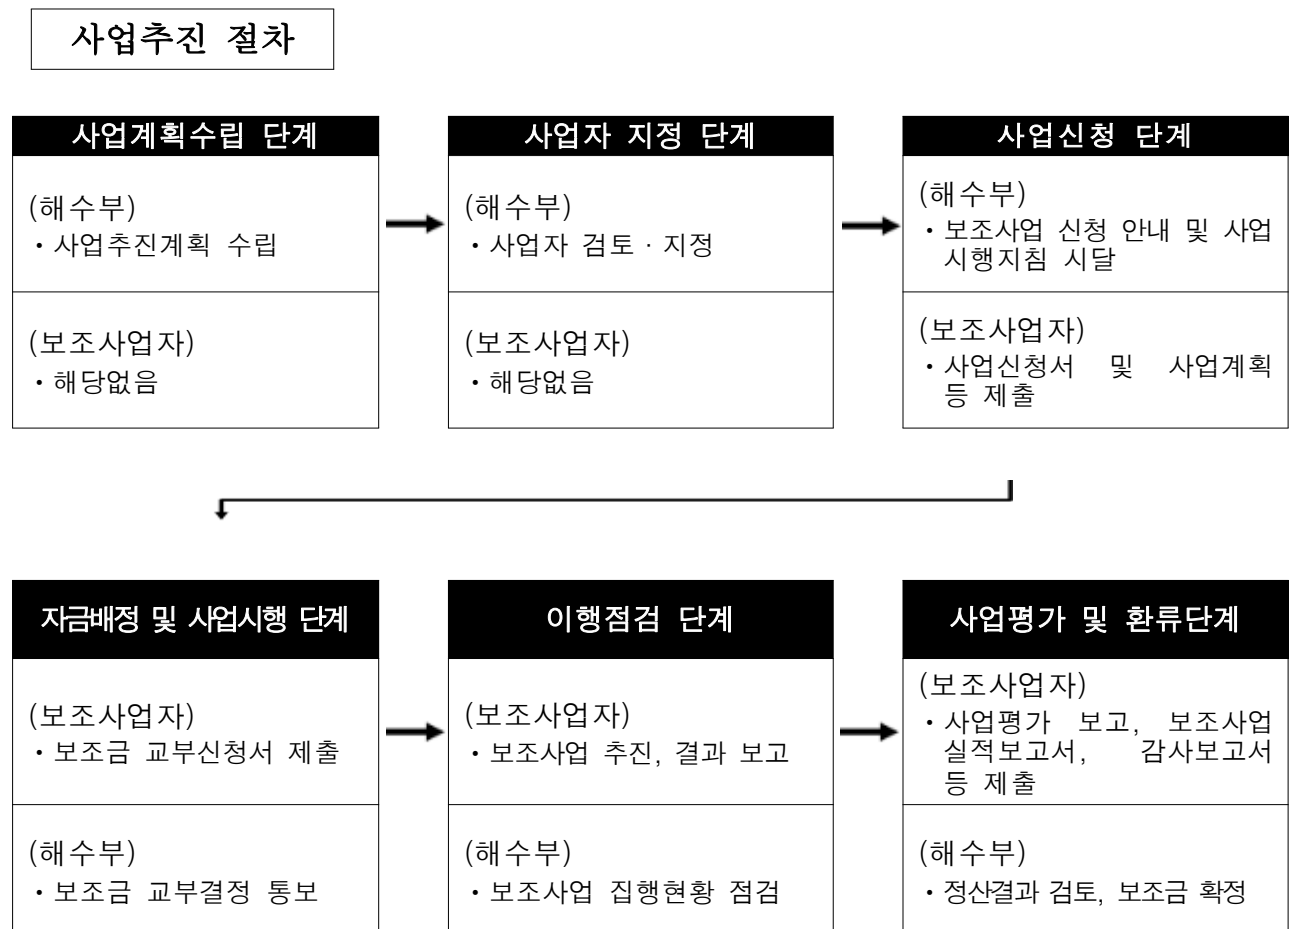 사업추진 절차
사업계획수립 단계
(해수부)
· 사업추진계획 수립
(보조사업자)
· 해당없음
사업자 지정 단계
(해수부)
· 사업자 검토 · 지정
(보조사업자)
· 해당없음
사업신청 단계
(해수부)
· 보조사업 신청 안내 및 사업
시행지침 시달
(보조사업자)
· 사업신청서 및 사업계획
등 제출
자금배정 및 사업시행 단계
(보조사업자)
· 보조금 교부신청서 제출
(해수부)
· 보조금 교부결정 통보
이행점검 단계
(보조사업자)
· 보조사업 추진, 결과 보고
(해수부)
· 보조사업 집행현황 점검
사업평가 및 환류단계
(보조사업자)
· 사업평가 보고, 보조사업
실적보고서, 감사보고서
등 제출
(해수부)
· 정산결과 검토, 보조금 확정